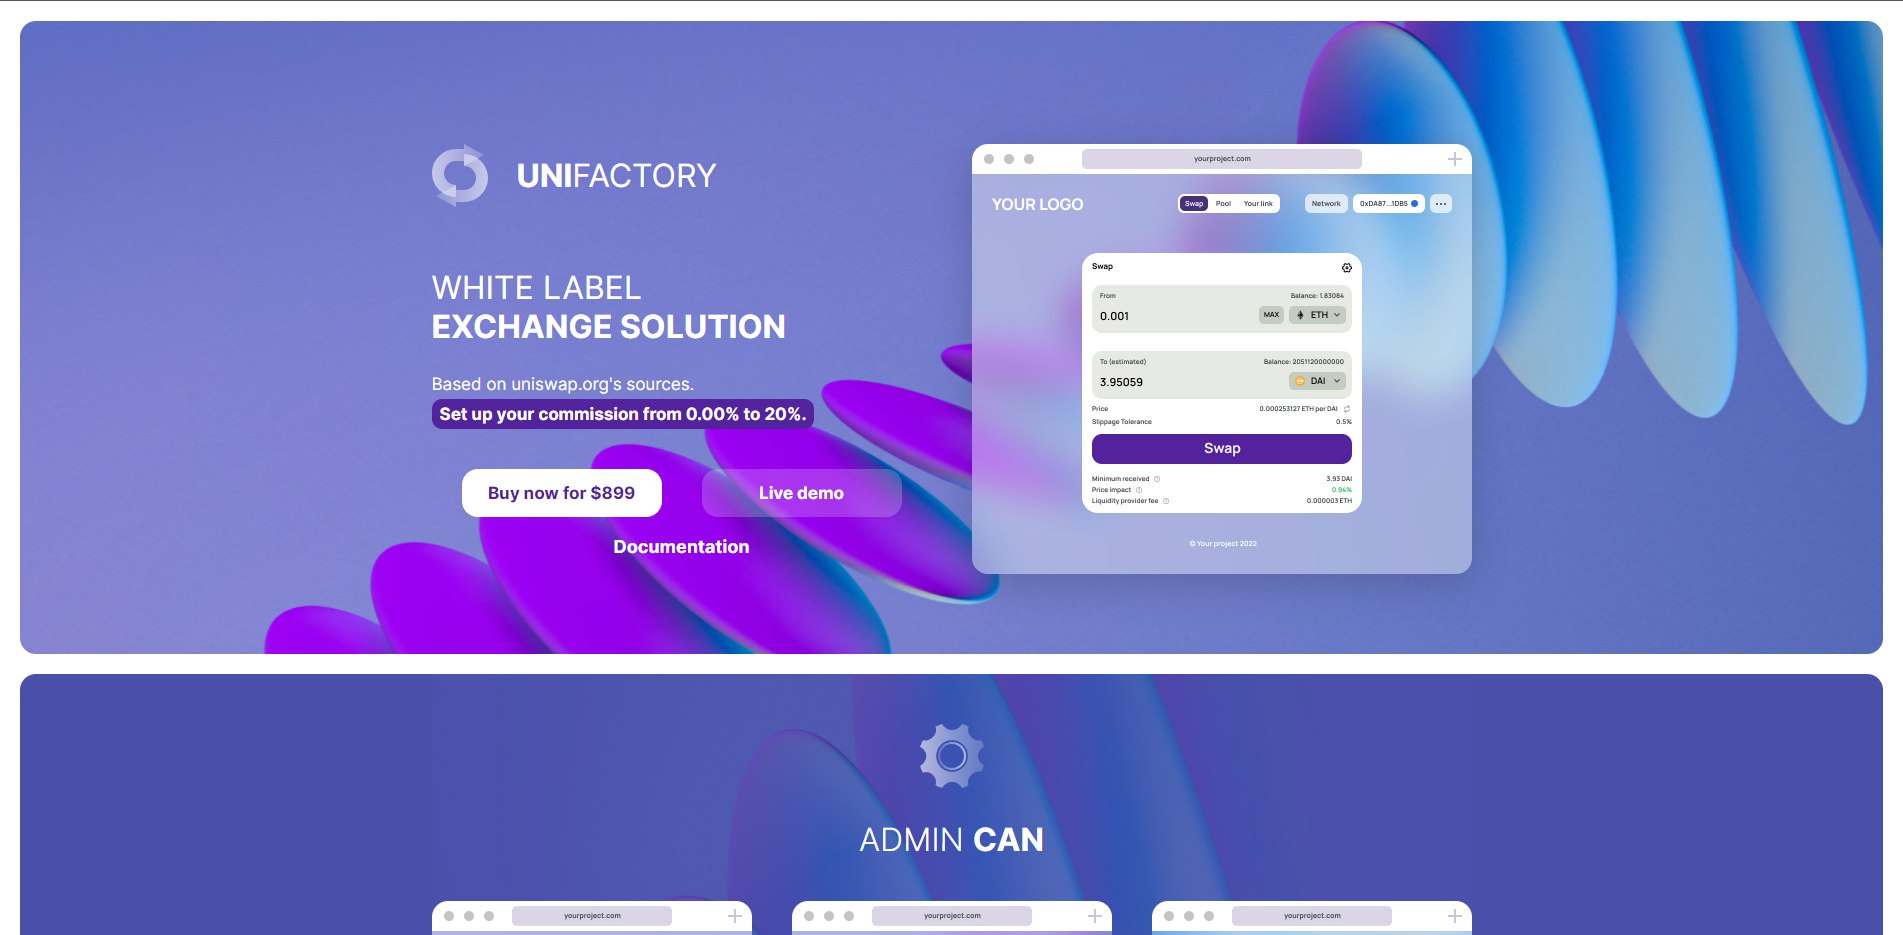 UNIFACTORY
WHITE LABEL
EXCHANGE SOLUTION
Based on uniswap.org's sources.
Set up your commission from 0.00% to 20%.
Buy now for $899
Live demo
Documentation
yourproject.com
YOUR LOGO
Swap Pool Your link
Network 0xDA87...1DB5 ...
Swap
From Balance: 1.83084
0.001 MAX ETH
To (estimated) Balance: 2051120000000
3.95059 DAI
Price 0.000253127 ETH per DAI
Slippage Tolerance 0.5%
Swap
Minimum received 3.93 DAI
Price impact 0.94%
Liquidity provider fee 0.000003 ETH
© Your project 2022
ADMIN CAN
yourproject.com
yourproject.com
yourproject.com